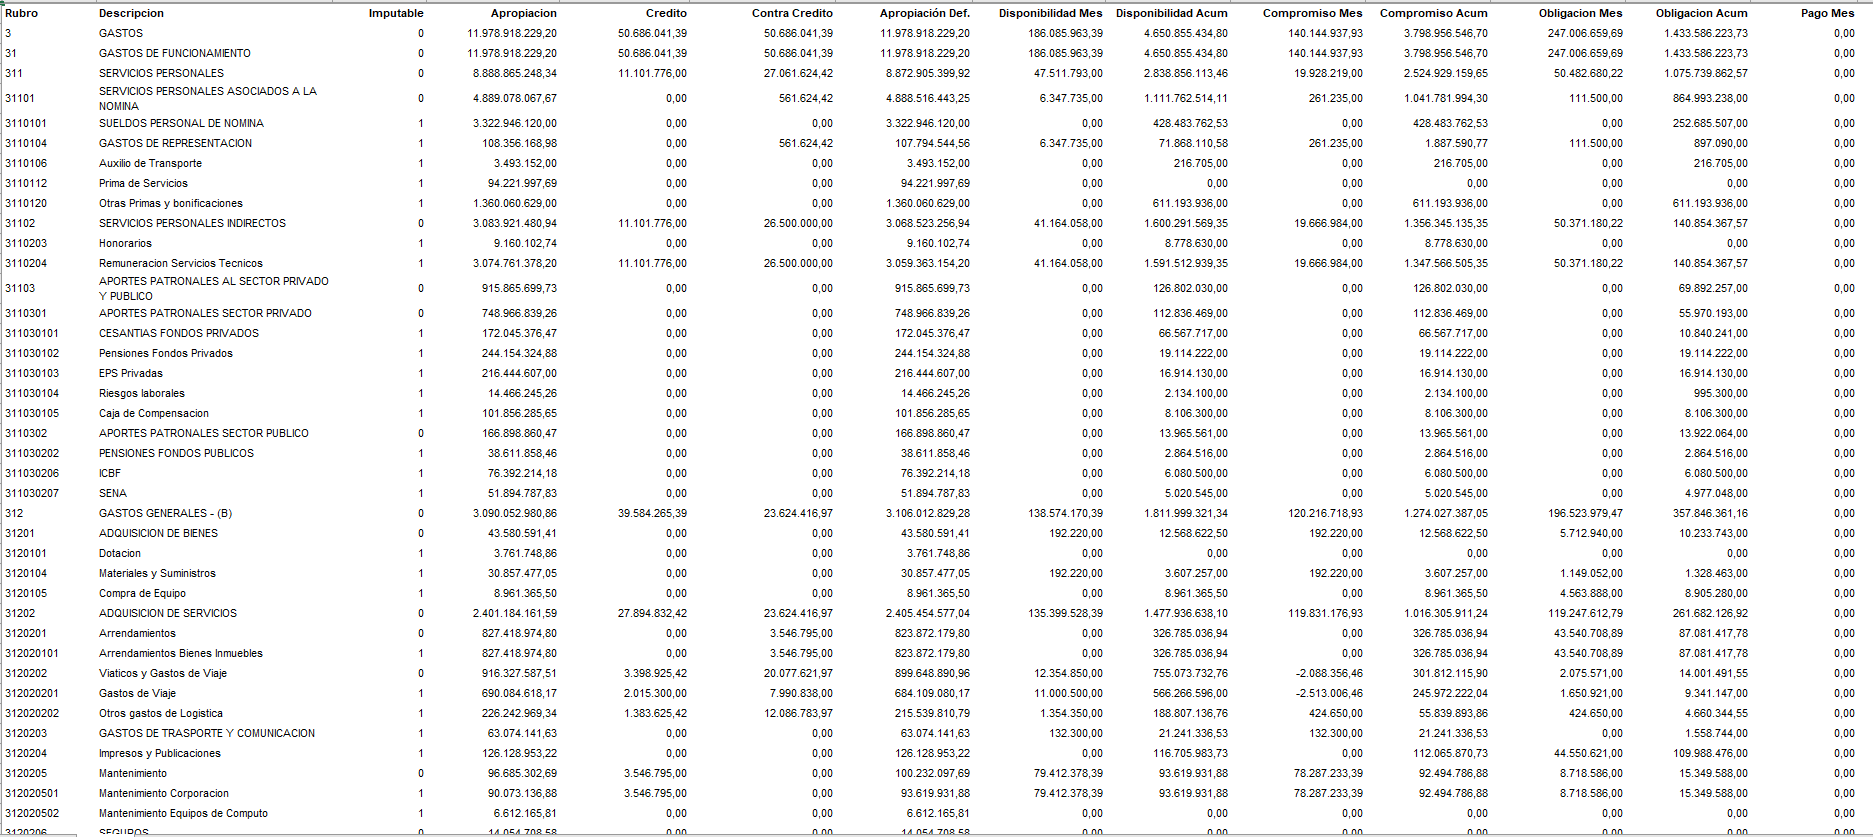 Rubro Descripcion Imputable Apropiacion Credito Contra Credito Apropiación Def. Disponibilidad Mes Disponibilidad Acum Compromiso Mes Compromiso Acum Obligacion Mes Obligacion Acum Pago Mes
3 GASTOS 0 11.978.918.229,20 50.686.041,39 50.686.041,39 11.978.918.229,20 186.085.963,39 4.650.855.434,80 140.144.937,93 3.798.956.546,70 247.006.659,69 1.433.586.223,73 0,00
31 GASTOS DE FUNCIONAMIENTO 0 11.978.918.229,20 50.686.041,39 50.686.041,39 11.978.918.229,20 186.085.963,39 4.650.855.434,80 140.144.937,93 3.798.956.546,70 247.006.659,69 1.433.586.223,73 0,00
311 SERVICIOS PERSONALES 0 8.888.865.248,34 11.101.776,00 27.061.624,42 8.872.905.399,92 47.511.793,00 2.838.856.113,46 19.928.219,00 2.524.929.159,65 50.482.680,22 1.075.739.862,57 0,00
SERVICIOS PERSONALES ASOCIADOS A LA
31101 NOMINA 0 4.889.078.067,67 0,00 561.624,42 4.888.516.443,25 6.347.735,00 1.111.762.514,11 261.235,00 1.041.781.994,30 111.500,00 864.993.238,00 0,00
3110101 SUELDOS PERSONAL DE NOMINA 1 3.322.946.120,00 0,00 0,00 3.322.946.120,00 0,00 428.483.762,53 0,00 428.483.762,53 0,00 252.685.507,00 0,00
3110104 GASTOS DE REPRESENTACION 1 108.356.168,98 0,00 561.624,42 107.794.544,56 6.347.735,00 71.868.110,58 261.235,00 1.887.590,77 111.500,00 897.090,00 0,00
3110106 Auxilio de Transporte 1 3.493.152,00 0,00 0,00 3.493.152,00 0,00 216.705,00 0,00 216.705,00 0,00 216.705,00 0,00
3110112 Prima de Servicios 1 94.221.997,69 0,00 0,00 94.221.997,69 0,00 0,00 0,00 0,00 0,00 0,00 0,00
3110120 Otras Primas y bonificaciones 1 1.360.060.629,00 0,00 0,00 1.360.060.629,00 0,00 611.193.936,00 0,00 611.193.936,00 0,00 611.193.936,00 0,00
31102 SERVICIOS PERSONALES INDIRECTOS 0 3.083.921.480,94 11.101.776,00 26.500.000,00 3.068.523.256,94 41.164.058,00 1.600.291.569,35 19.666.984,00 1.356.345.135,35 50.371.180,22 140.854.367,57 0,00
3110203 Honorarios 1 9.160.102,74 0,00 0,00 9.160.102,74 0,00 8.778.630,00 0,00 8.778.630,00 0,00 0,00 0,00
3110204 Remuneracion Servicios Tecnicos 1 3.074.761.378,20 11.101.776,00 26.500.000,00 3.059.363.154,20 41.164.058,00 1.591.512.939,35 19.666.984,00 1.347.566.505,35 50.371.180,22 140.854.367,57 0,00
APORTES PATRONALES AL SECTOR PRIVADO
31103 Y PUBLICO 0 915.865.699,73 0,00 0,00 915.865.699,73 0,00 126.802.030,00 0,00 126.802.030,00 0,00 69.892.257,00 0,00
3110301 APORTES PATRONALES SECTOR PRIVADO 0 748.966.839,26 0,00 0,00 748.966.839,26 0,00 112.836.469,00 0,00 112.836.469,00 0,00 55.970.193,00 0,00
311030101 CESANTIAS FONDOS PRIVADOS 1 172.045.376,47 0,00 0,00 172.045.376,47 0,00 66.567.717,00 0,00 66.567.717,00 0,00 10.840.241,00 0,00
311030102 Pensiones Fondos Privados 1 244.154.324,88 0,00 0,00 244.154.324,88 0,00 19.114.222,00 0,00 19.114.222,00 0,00 19.114.222,00 0,00
311030103 EPS Privadas 1 216.444.607,00 0,00 0,00 216.444.607,00 0,00 16.914.130,00 0,00 16.914.130,00 0,00 16.914.130,00 0,00
311030104 Riesgos laborales 1 14.466.245,26 0,00 0,00 14.466.245,26 0,00 2.134.100,00 0,00 2.134.100,00 0,00 995.300,00 0,00
311030105 Caja de Compensacion 1 101.856.285,65 0,00 0,00 101.856.285,65 0,00 8.106.300,00 0,00 8.106.300,00 0,00 8.106.300,00 0,00
3110302 APORTES PATRONALES SECTOR PUBLICO 0 166.898.860,47 0,00 0,00 166.898.860,47 0,00 13.965.561,00 0,00 13.965.561,00 0,00 13.922.064,00 0,00
311030202 PENSIONES FONDOS PUBLICOS 1 38.611.858,46 0,00 0,00 38.611.858,46 0,00 2.864.516,00 0,00 2.864.516,00 0,00 2.864.516,00 0,00
311030206 ICBF 1 76.392.214,18 0,00 0,00 76.392.214,18 0,00 6.080.500,00 0,00 6.080.500,00 0,00 6.080.500,00 0,00
311030207 SENA 1 51.894.787,83 0,00 0,00 51.894.787,83 0,00 5.020.545,00 0,00 5.020.545,00 0,00 4.977.048,00 0,00
312 GASTOS GENERALES - (B) 0 3.090.052.980,86 39.584.265,39 23.624.416,97 3.106.012.829,28 138.574.170,39 1.811.999.321,34 120.216.718,93 1.274.027.387,05 196.523.979,47 357.846.361,16 0,00
31201 ADQUISICION DE BIENES 0 43.580.591,41 0,00 0,00 43.580.591,41 192.220,00 12.568.622,50 192.220,00 12.568.622,50 5.712.940,00 10.233.743,00 0,00
3120101 Dotacion 1 3.761.748,86 0,00 0,00 3.761.748,86 0,00 0,00 0,00 0,00 0,00 0,00 0,00
3120104 Materiales y Suministros 1 30.857.477,05 0,00 0,00 30.857.477,05 192.220,00 3.607.257,00 192.220,00 3.607.257,00 1.149.052,00 1.328.463,00 0,00
3120105 Compra de Equipo 1 8.961.365,50 0,00 0,00 8.961.365,50 0,00 8.961.365,50 0,00 8.961.365,50 4.563.888,00 8.905.280,00 0,00
31202 ADQUISICION DE SERVICIOS 0 2.401.184.161,59 27.894.832,42 23.624.416,97 2.405.454.577,04 135.399.528,39 1.477.936.638,10 119.831.176,93 1.016.305.911,24 119.247.612,79 261.682.126,92 0,00
3120201 Arrendamientos 0 827.418.974,80 0,00 3.546.795,00 823.872.179,80 0,00 326.785.036,94 0,00 326.785.036,94 43.540.708,89 87.081.417,78 0,00
312020101 Arrendamientos Bienes Inmuebles 1 827.418.974,80 0,00 3.546.795,00 823.872.179,80 0,00 326.785.036,94 0,00 326.785.036,94 43.540.708,89 87.081.417,78 0,00
3120202 Viaticos y Gastos de Viaje 0 916.327.587,51 3.398.925,42 20.077.621,97 899.648.890,96 12.354.850,00 755.073.732,76 -2.088.356,46 301.812.115,90 2.075.571,00 14.001.491,55 0,00
312020201 Gastos de Viaje 1 690.084.618,17 2.015.300,00 7.990.838,00 684.109.080,17 11.000.500,00 566.266.596,00 -2.513.006,46 245.972.222,04 1.650.921,00 9.341.147,00 0,00
312020202 Otros gastos de Logistica 1 226.242.969,34 1.383.625,42 12.086.783,97 215.539.810,79 1.354.350,00 188.807.136,76 424.650,00 55.839.893,86 424.650,00 4.660.344,55 0,00
3120203 GASTOS DE TRASPORTE Y COMUNICACION 1 63.074.141,63 0,00 0,00 63.074.141,63 132.300,00 21.241.336,53 132.300,00 21.241.336,53 0,00 1.558.744,00 0,00
3120204 Impresos y Publicaciones 1 126.128.953,22 0,00 0,00 126.128.953,22 0,00 116.705.983,73 0,00 112.065.870,73 44.550.621,00 109.988.476,00 0,00
3120205 Mantenimiento 0 96.685.302,69 3.546.795,00 0,00 100.232.097,69 79.412.378,39 93.619.931,88 78.287.233,39 92.494.786,88 8.718.586,00 15.349.588,00 0,00
312020501 Mantenimiento Corporacion 1 90.073.136,88 3.546.795,00 0,00 93.619.931,88 79.412.378,39 93.619.931,88 78.287.233,39 92.494.786,88 8.718.586,00 15.349.588,00 0,00
312020502 Mantenimiento Equipos de Computo 1 6.612.165,81 0,00 0,00 6.612.165,81 0,00 0,00 0,00 0,00 0,00 0,00 0,00
3120206 SEGUROS 0 14.054.708,58 0,00 0,00 14.054.708,58 0,00 0,00 0,00 0,00 0,00 0,00 0,00